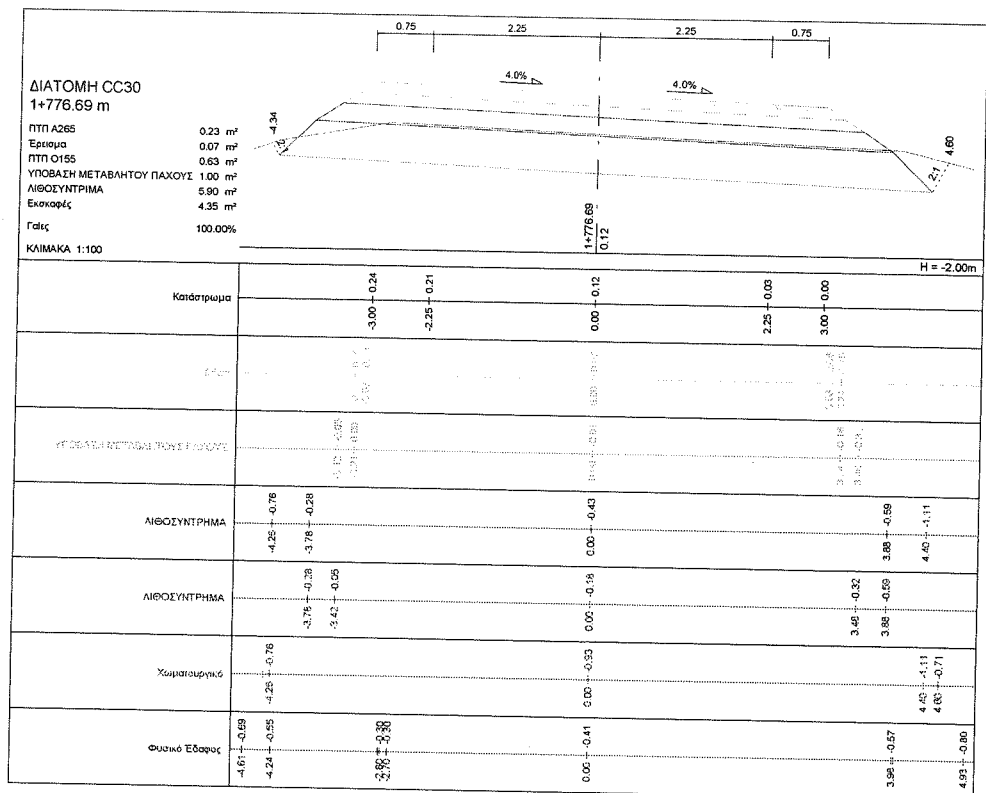 0.75 2.25 2.25 0.75
ΔΙΑΤΟΜΗ CC30
1+776.69 m
4.0% 4.0%
ΠΤΠ Α265 0.23 m²
Έρεισμα 0.07 m²
ΠΤΠ Ο155 0.63 m²
ΥΠΟΒΑΣΗ ΜΕΤΑΒΛΗΤΟΥ ΠΑΧΟΥΣ 1.00 m²
ΛΙΘΟΣΥΝΤΡΙΜΑ 5.90 m²
Εκσκαφές 4.35 m²
Γαίες 100.00%
ΚΛΙΜΑΚΑ 1:100
-4.34
4.60
2:1
1+776.69
0.12
H = -2.00m
Κατάστρωμα
-3.00 0.24
-2.25 0.21
0.00 0.12
2.25 0.03
3.00 0.00
ΛΙΘΟΣΥΝΤΡΗΜΑ
-4.26 -0.76
-3.78 -0.28
0.00 -0.43
3.88 -0.59
4.40 -1.11
ΛΙΘΟΣΥΝΤΡΗΜΑ
-3.78 -0.28
-3.42 -0.05
0.00 -0.18
3.48 -0.32
3.88 -0.59
Χωματουργικό
-4.26 -0.76
0.00 -0.93
4.40 -1.11
4.60 -0.71
Φυσικό Έδαφος
-4.61 -0.69
-4.24 -0.55
0.00 -0.41
3.98 -0.57
4.93 -0.80